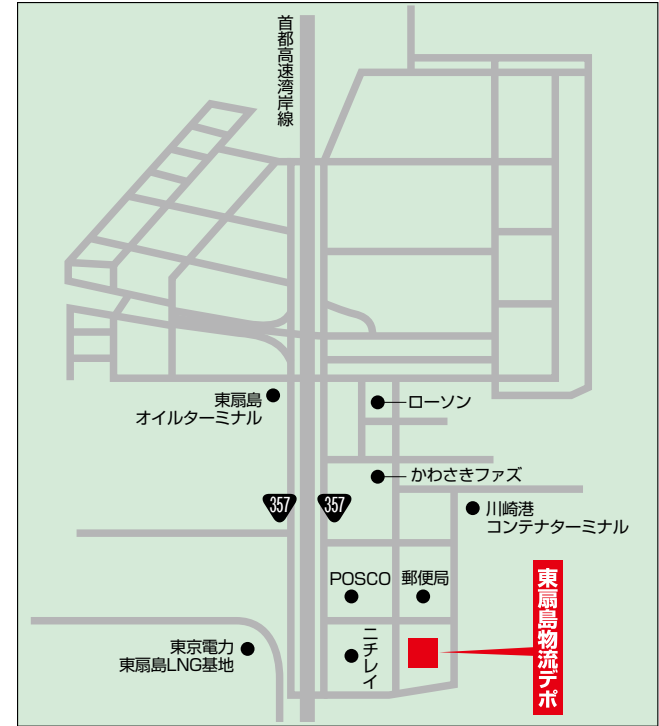 首都高速湾岸線
東扇島
オイルターミナル
ローソン
かわさきファズ
357
357
川崎港
コンテナターミナル
POSCO
郵便局
東扇島物流デポ
ニチレイ
東京電力
東扇島LNG基地